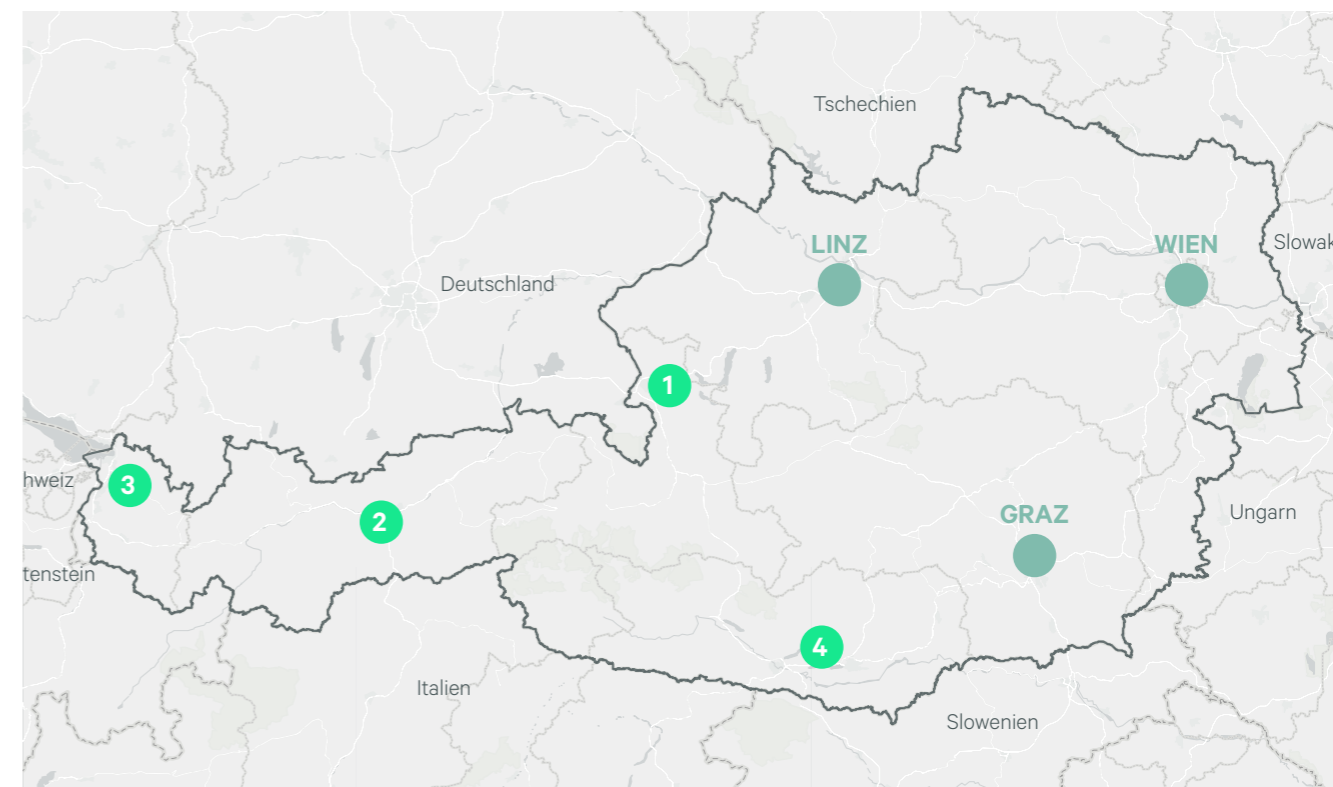 Tschechien
LINZ
WIEN
Slowak
Deutschland
1
3
hweiz
2
GRAZ
Ungarn
tenstein
4
Italien
Slowenien